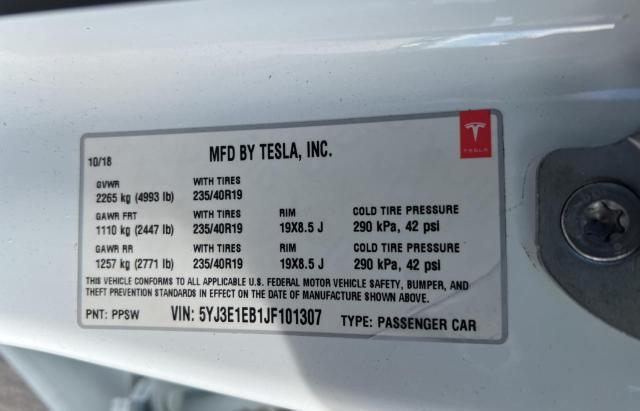 10/18 MFD BY TESLA, INC. TESLA
GVWR WITH TIRES
2265 kg (4993 lb) 235/40R19
GAWR FRT WITH TIRES RIM COLD TIRE PRESSURE
1110 kg (2447 lb) 235/40R19 19X8.5 J 290 kPa, 42 psi
GAWR RR WITH TIRES RIM COLD TIRE PRESSURE
1257 kg (2771 lb) 235/40R19 19X8.5 J 290 kPa, 42 psi
THIS VEHICLE CONFORMS TO ALL APPLICABLE U.S. FEDERAL MOTOR VEHICLE SAFETY, BUMPER, AND
THEFT PREVENTION STANDARDS IN EFFECT ON THE DATE OF MANUFACTURE SHOWN ABOVE.
PNT: PPSW VIN: 5YJ3E1EB1JF101307 TYPE: PASSENGER CAR